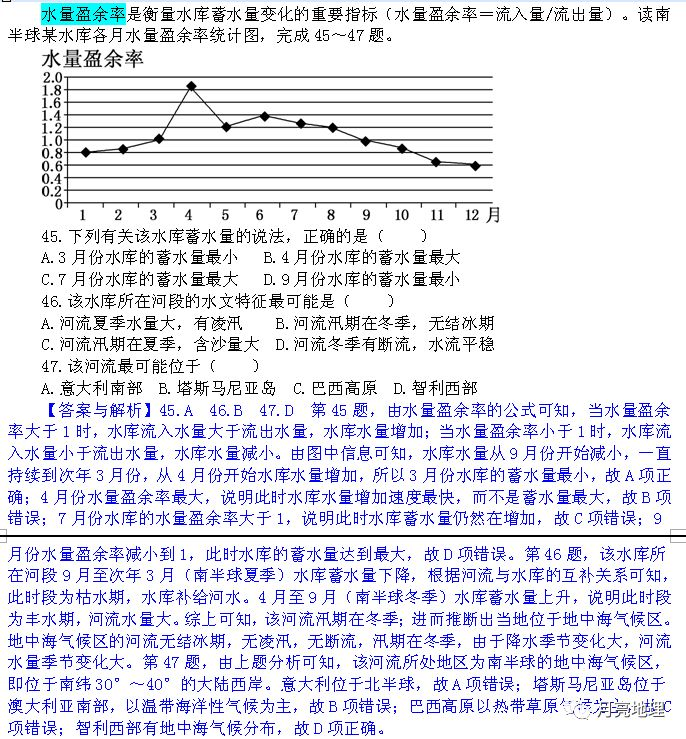 水量盈余率是衡量水库蓄水量变化的重要指标(水量盈余率＝流入量/流出量)。读南
半球某水库各月水量盈余率统计图，完成45～47题。
水量盈余率
2.0
1.8
1.6
1.4
1.2
1.0
0.8
0.6
0.4
0.2
0
1 2 3 4 5 6 7 8 9 10 11 12 月
45.下列有关该水库蓄水量的说法，正确的是( )
A.3月份水库的蓄水量最小 B.4月份水库的蓄水量最大
C.7月份水库的蓄水量最大 D.9月份水库的蓄水量最小
46.该水库所在河段的水文特征最可能是( )
A.河流夏季水量大，有凌汛 B.河流汛期在冬季，无结冰期
C.河流汛期在夏季，含沙量大 D.河流冬季有断流，水流平稳
47.该河流最可能位于( )
A.意大利南部 B.塔斯马尼亚岛 C.巴西高原 D.智利西部
【答案与解析】45.A 46.B 47.D 第45题，由水量盈余率的公式可知，当水量盈余
率大于1时，水库流入水量大于流出水量，水库水量增加；当水量盈余率小于1时，水库流
入水量小于流出水量，水库水量减小。由图中信息可知，水库水量从9月份开始减小，一直
持续到次年3月份，从4月份开始水库水量增加，所以3月份水库的蓄水量最小，故A项正
确；4月份水量盈余率最大，说明此时水库水量增加速度最快，而不是蓄水量最大，故B项
错误；7月份水库的水量盈余率大于1，说明此时水库蓄水量仍然在增加，故C项错误；9
月份水量盈余率减小到1，此时水库的蓄水量达到最大，故D项错误。第46题，该水库所
在河段9月至次年3月(南半球夏季)水库蓄水量下降，根据河流与水库的互补关系可知，
此时段为枯水期，水库补给河水。4月至9月(南半球冬季)水库蓄水量上升，说明此时段
为丰水期，河流水量大。综上可知，该河流汛期在冬季；进而推断出当地位于地中海气候区。
地中海气候区的河流无结冰期，无凌汛，无断流，汛期在冬季，由于降水季节变化大，河流
水量季节变化大。第47题，由上题分析可知，该河流所处地区为南半球的地中海气候区，
即位于南纬30°～40°的大陆西岸。意大利位于北半球，故A项错误；塔斯马尼亚岛位于
澳大利亚南部，以温带海洋性气候为主，故B项错误；巴西高原以热带草原气候为主，故C
项错误；智利西部有地中海气候分布，故D项正确。
月亮地理